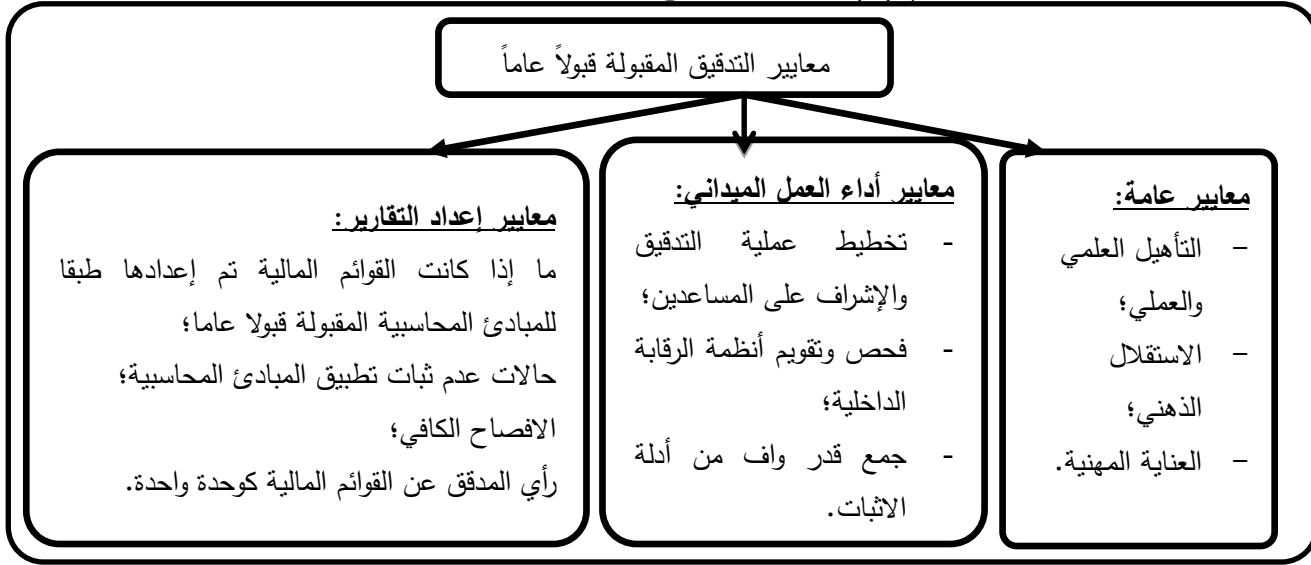 معايير التدقيق المقبولة قبولاً عاماً
معايير عامة:
– التأهيل العلمي
والعملي؛
– الاستقلال
الذهني؛
– العناية المهنية.
معايير أداء العمل الميداني:
- تخطيط عملية التدقيق
والإشراف على المساعدين؛
- فحص وتقويم أنظمة الرقابة
الداخلية؛
- جمع قدر واف من أدلة
الاثبات.
معايير إعداد التقارير:
ما إذا كانت القوائم المالية تم إعدادها طبقا
للمبادئ المحاسبية المقبولة قبولا عاما؛
حالات عدم ثبات تطبيق المبادئ المحاسبية؛
الافصاح الكافي؛
رأي المدقق عن القوائم المالية كوحدة واحدة.